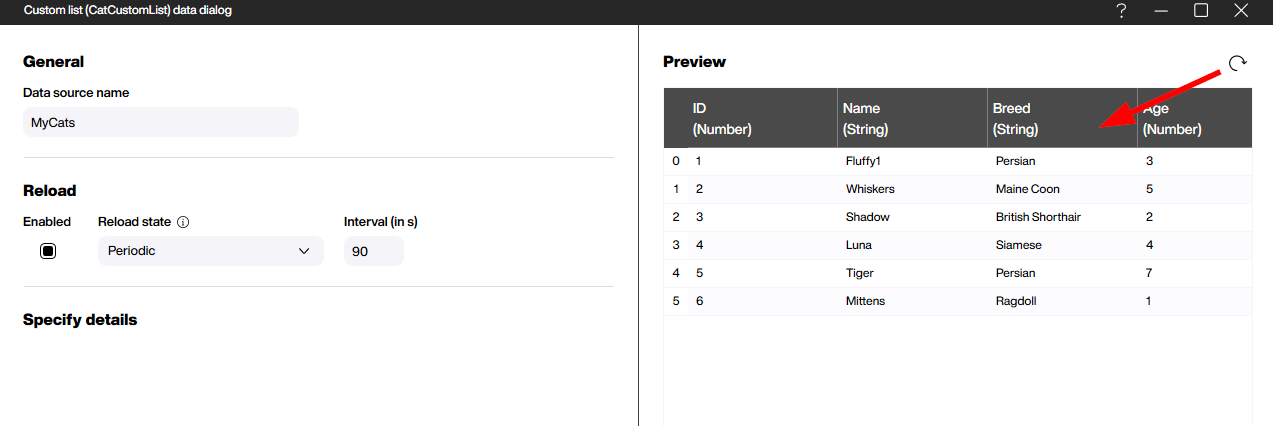 Custom list (CatCustomList) data dialog
General
Data source name
MyCats
Reload
Enabled Reload state Interval (in s)
Periodic 90
Specify details
Preview
ID Name Breed Age
(Number) (String) (String) (Number)
0 1 Fluffy1 Persian 3
1 2 Whiskers Maine Coon 5
2 3 Shadow British Shorthair 2
3 4 Luna Siamese 4
4 5 Tiger Persian 7
5 6 Mittens Ragdoll 1